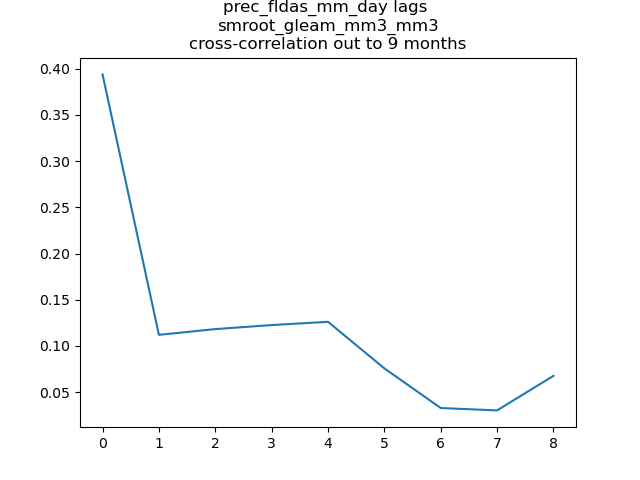 prec_fldas_mm_day lags
smroot_gleam_mm3_mm3
cross-correlation out to 9 months
0.40
0.35
0.30
0.25
0.20
0.15
0.10
0.05
0 1 2 3 4 5 6 7 8